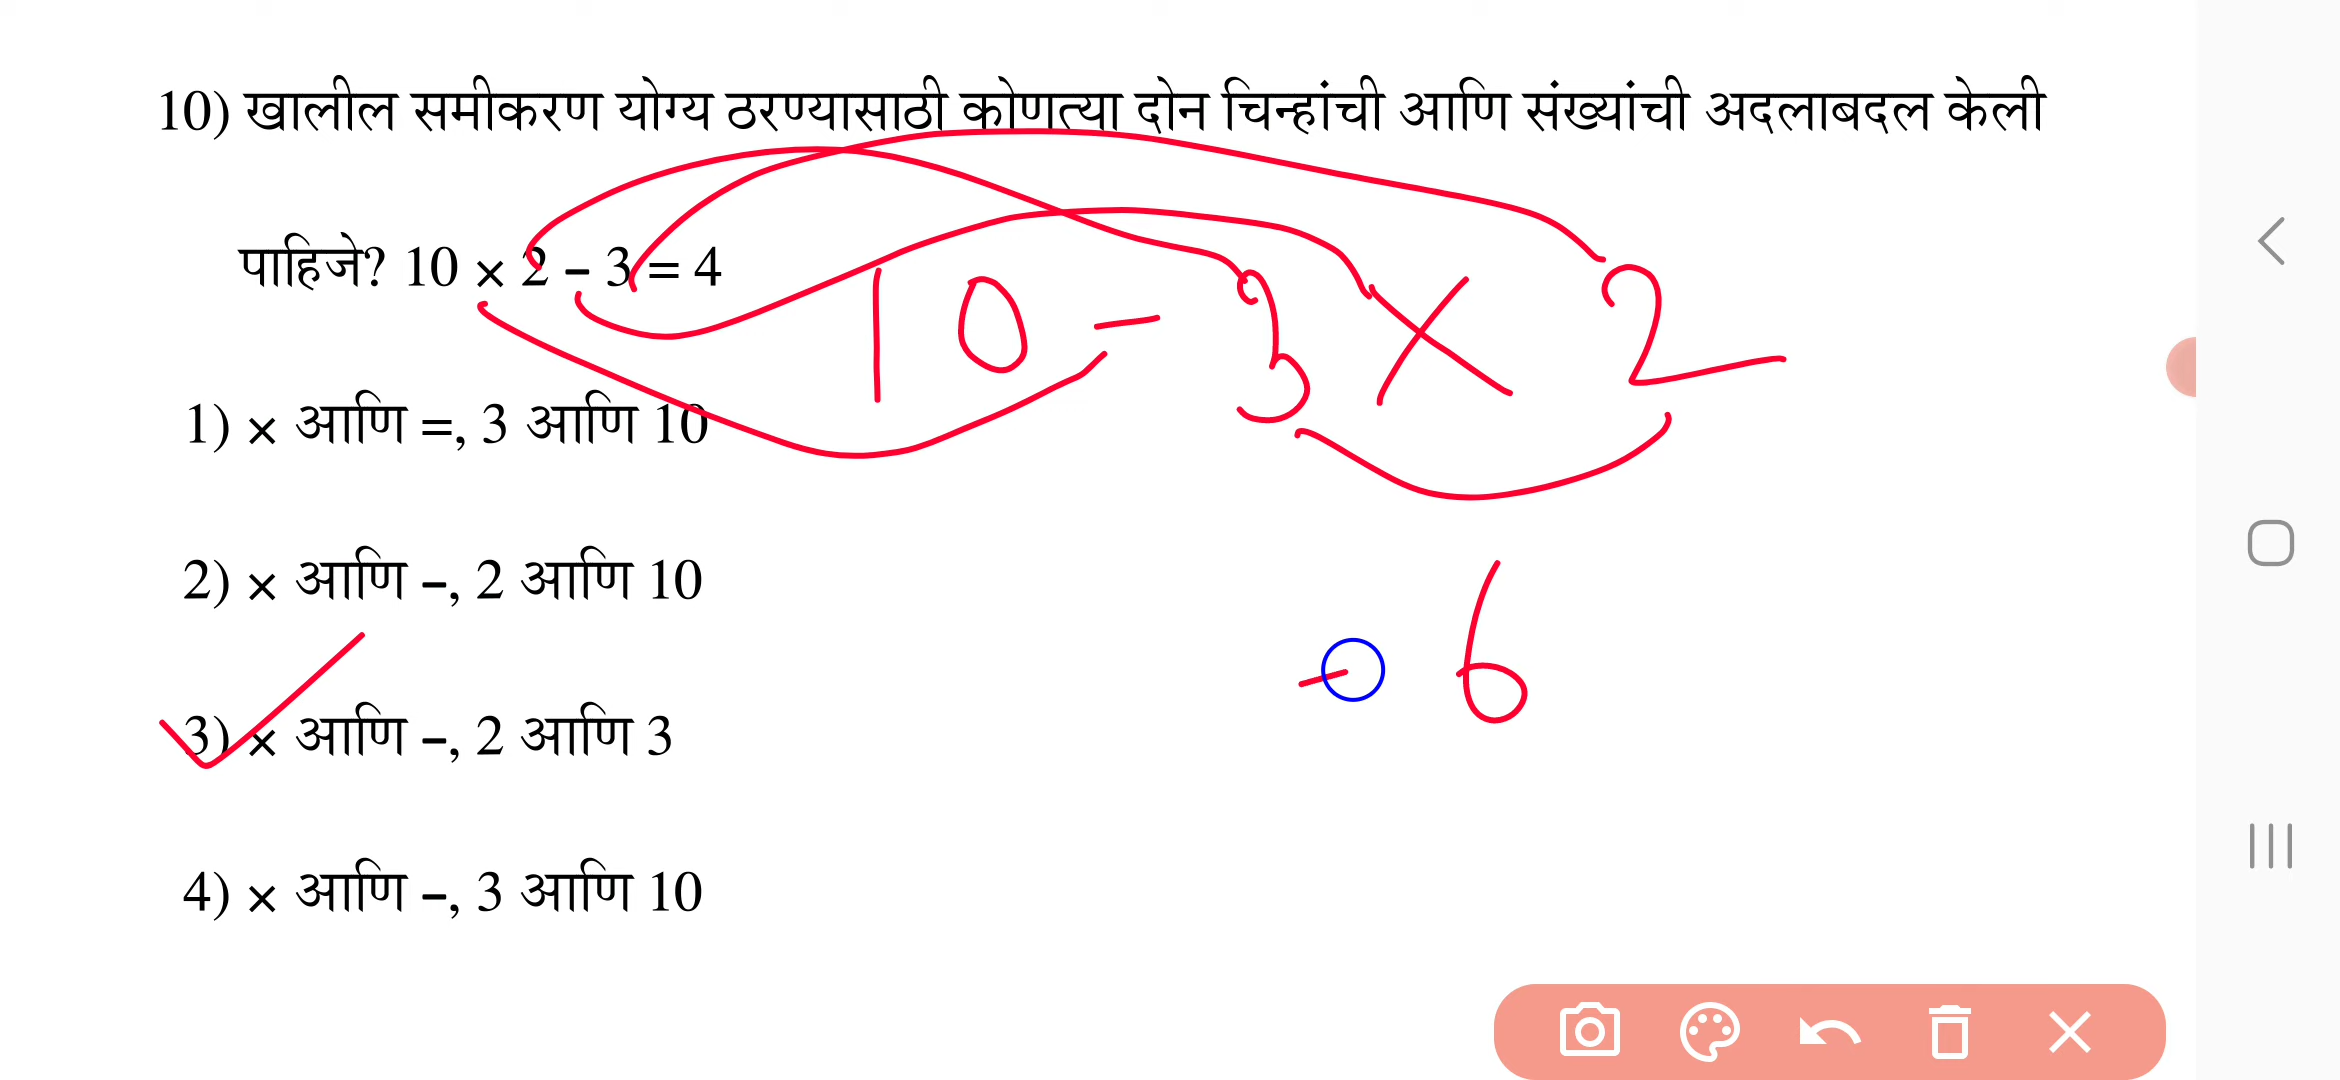 10) खालील समीकरण योग्य ठरण्यासाठी कोणत्या दोन चिन्हांची आणि संख्यांची अदलाबदल केली
पाहिजे? 10 × 2 – 3 = 4
10 – 3 × 2
1) × आणि =, 3 आणि 10
2) × आणि –, 2 आणि 10
– 6
3) × आणि –, 2 आणि 3
4) × आणि –, 3 आणि 10